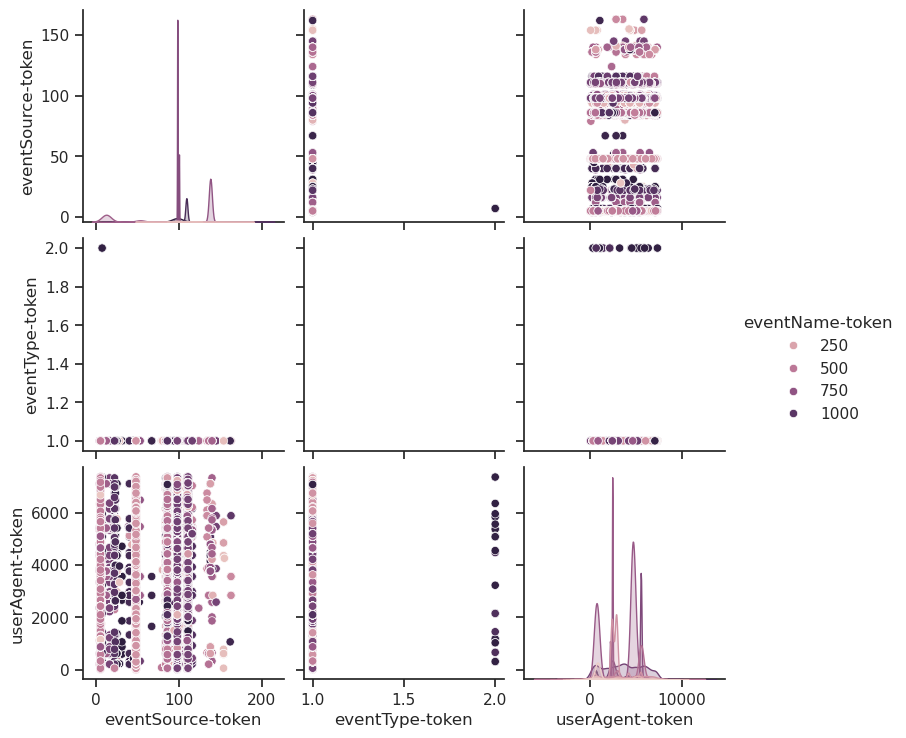 150
100
50
0
eventSource-token
2.0
1.8
1.6
1.4
1.2
1.0
eventType-token
eventName-token
250
500
750
1000
6000
4000
2000
0
userAgent-token
0 100 200
1.0 1.5 2.0
0 10000
eventSource-token
eventType-token
userAgent-token